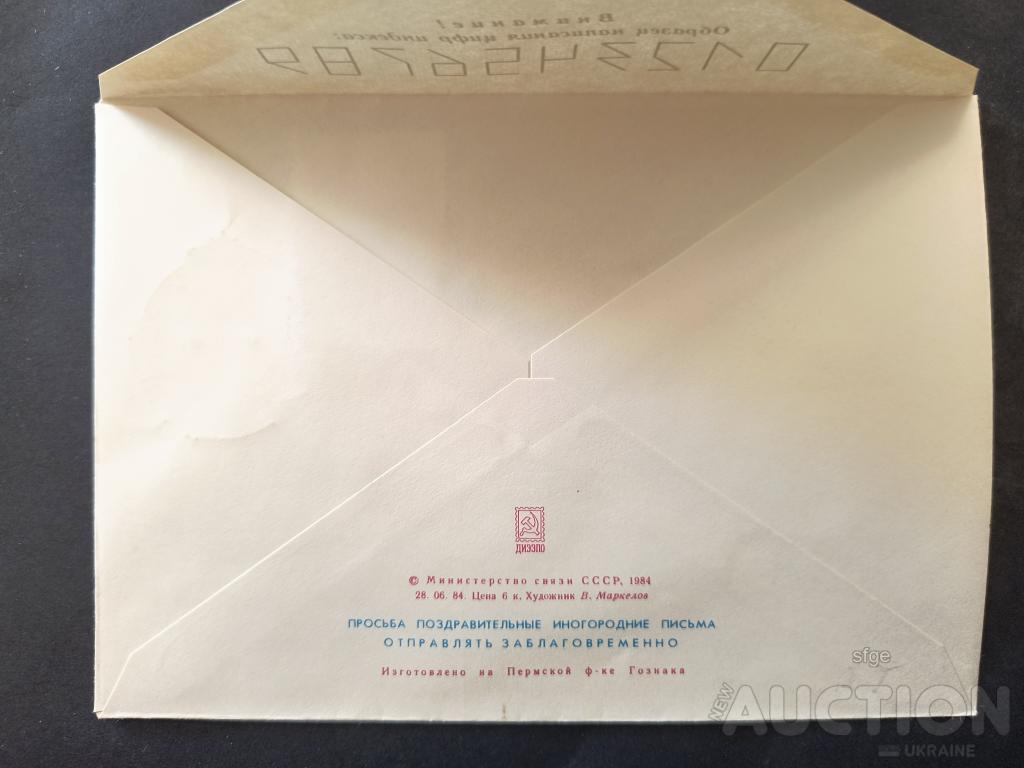 Внимание!
Образец написания цифр индекса:
0123456789
ДИЭЗПО
© Министерство связи СССР, 1984
28. 06. 84. Цена 6 к. Художник В. Маркелов
ПРОСЬБА ПОЗДРАВИТЕЛЬНЫЕ ИНОГОРОДНИЕ ПИСЬМА
ОТПРАВЛЯТЬ ЗАБЛАГОВРЕМЕННО
Изготовлено на Пермской ф-ке Гознака
sfge
NEW AUCTION
UKRAINE